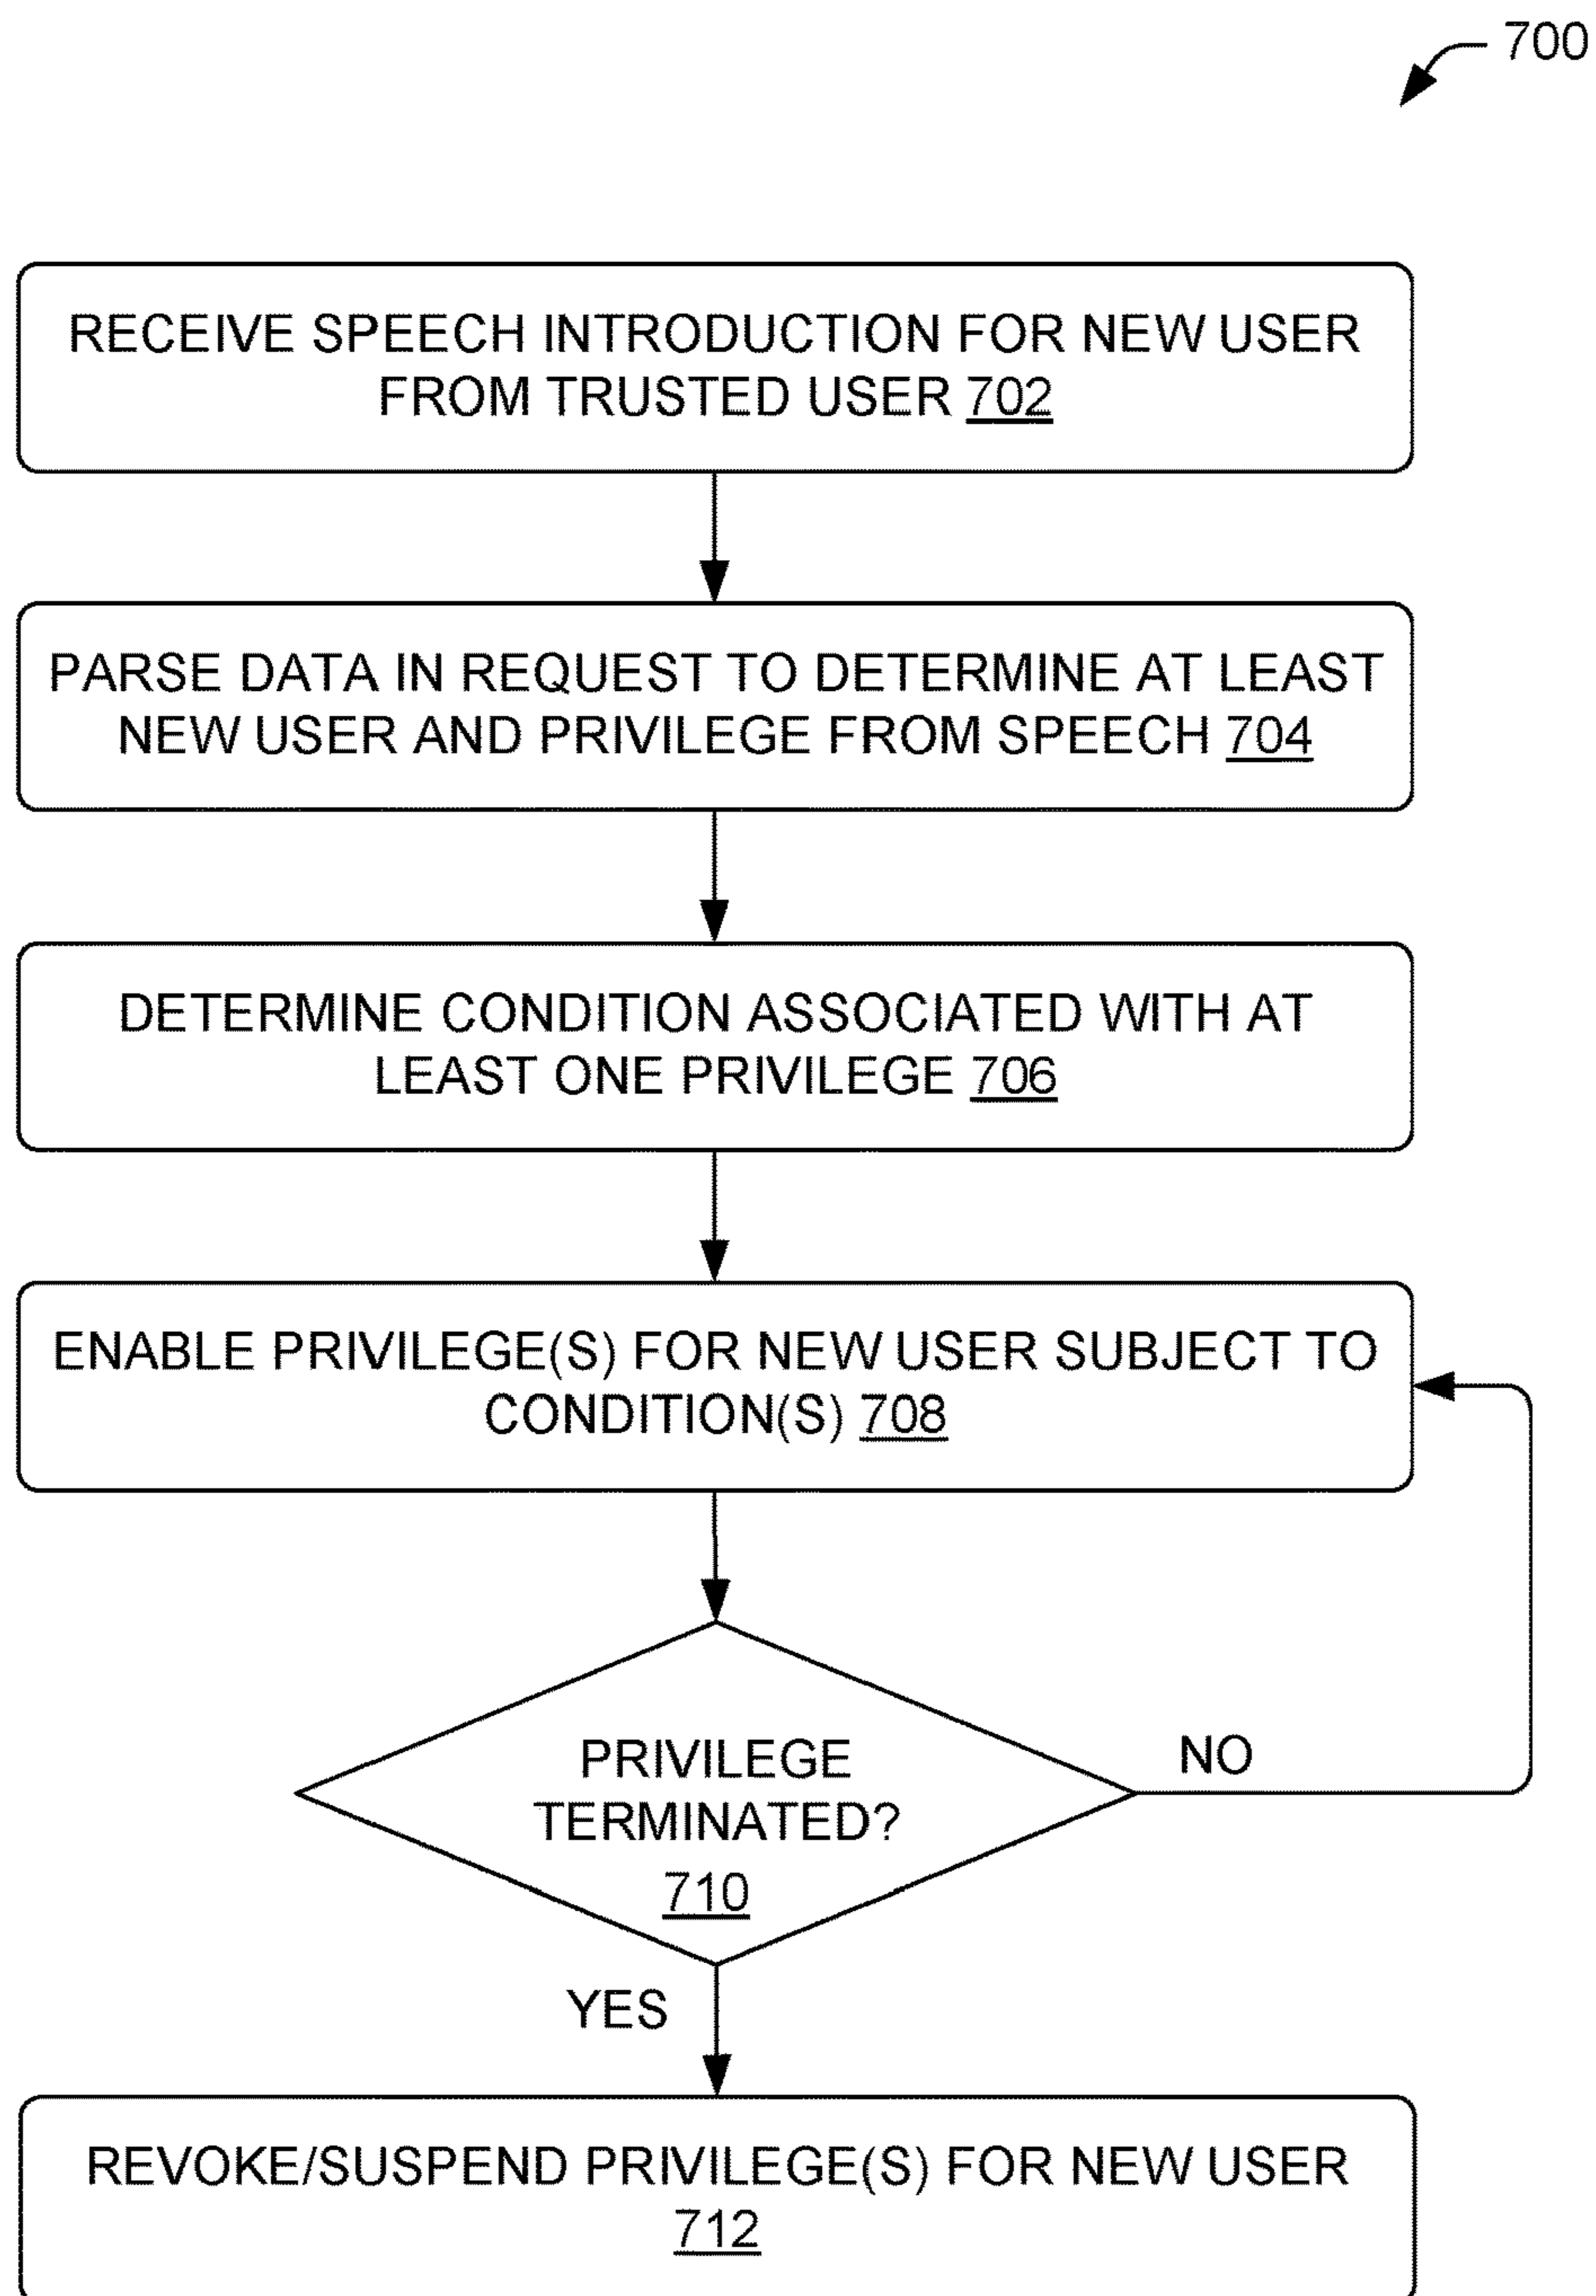 700
RECEIVE SPEECH INTRODUCTION FOR NEW USER
FROM TRUSTED USER 702
PARSE DATA IN REQUEST TO DETERMINE AT LEAST
NEW USER AND PRIVILEGE FROM SPEECH 704
DETERMINE CONDITION ASSOCIATED WITH AT
LEAST ONE PRIVILEGE 706
ENABLE PRIVILEGE(S) FOR NEW USER SUBJECT TO
CONDITION(S) 708
PRIVILEGE
TERMINATED?
710
NO
YES
REVOKE/SUSPEND PRIVILEGE(S) FOR NEW USER
712